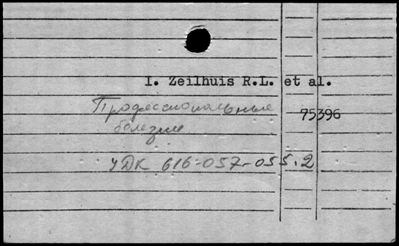 I. Zeilhuis R.L. et al.
Профессиональные
болезни
75396
УДК 616-057-055.2